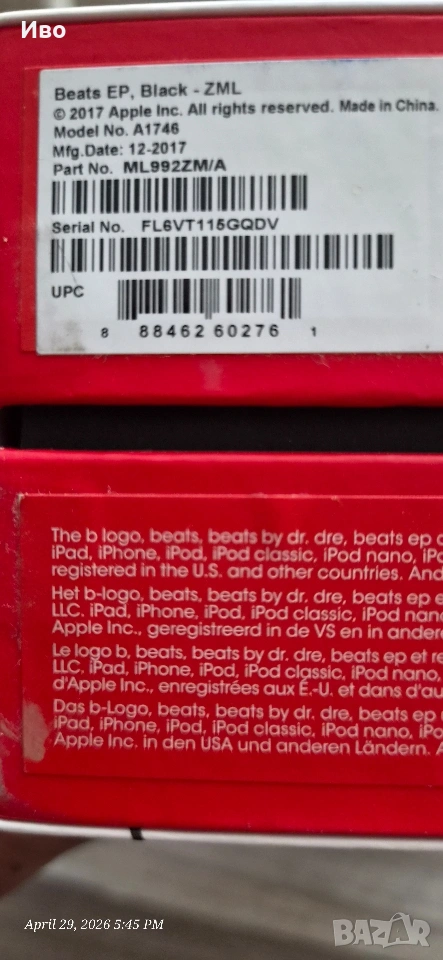 Иво
Beats EP, Black - ZML
© 2017 Apple Inc. All rights reserved. Made in China.
Model No. A1746
Mfg.Date: 12-2017
Part No. ML992ZM/A
Serial No. FL6VT115GQDV
UPC
8 88462 60276 1
The b logo, beats, beats by dr. dre, beats ep
iPad, iPhone, iPod, iPod classic, iPod nano,
registered in the U.S. and other countries.
Het b-logo, beats, beats by dr. dre, beats ep
LLC. iPad, iPhone, iPod, iPod classic, iPod
Apple Inc., geregistreerd in de VS en in
Le logo b, beats, beats by dr. dre, beats ep et
LLC. iPad, iPhone, iPod, iPod classic, iPod nano,
d'Apple Inc., enregistrées aux É.-U. et dans
Das b-Logo, beats, beats by dr. dre, beats ep
iPad, iPhone, iPod, iPod classic, iPod nano,
Apple Inc. in den USA und anderen Ländern.
April 29, 2026 5:45 PM
BAZAR